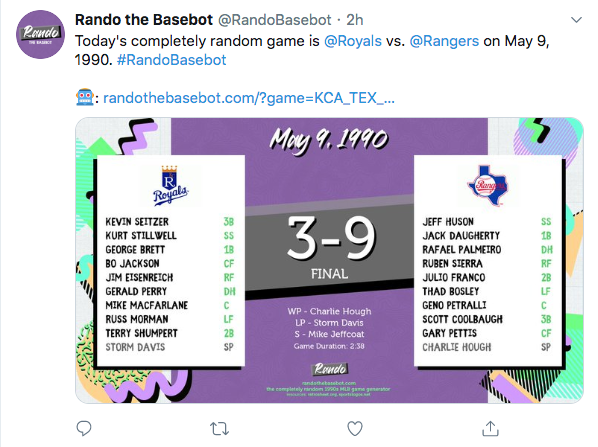 Rando the Basebot @RandoBasebot · 2h
Today's completely random game is @Royals vs. @Rangers on May 9,
1990. #RandoBasebot
: randothebasebot.com/?game=KCA_TEX_...
Rando
THE BASEBOT
May 9, 1990
R
Royals
KEVIN SEITZER 3B
KURT STILLWELL SS
GEORGE BRETT 1B
BO JACKSON CF
JIM EISENREICH RF
GERALD PERRY DH
MIKE MACFARLANE C
RUSS MORMAN LF
TERRY SHUMPERT 2B
STORM DAVIS SP
3-9
FINAL
WP - Charlie Hough
LP - Storm Davis
S - Mike Jeffcoat
Game Duration: 2:38
Rando
randothebasebot.com
the completely random 1990s MLB game generator
JEFF HUSON SS
JACK DAUGHERTY 1B
RAFAEL PALMEIRO DH
RUBEN SIERRA RF
JULIO FRANCO 2B
THAD BOSLEY LF
GENO PETRALLI C
SCOTT COOLBAUGH 3B
GARY PETTIS CF
CHARLIE HOUGH SP